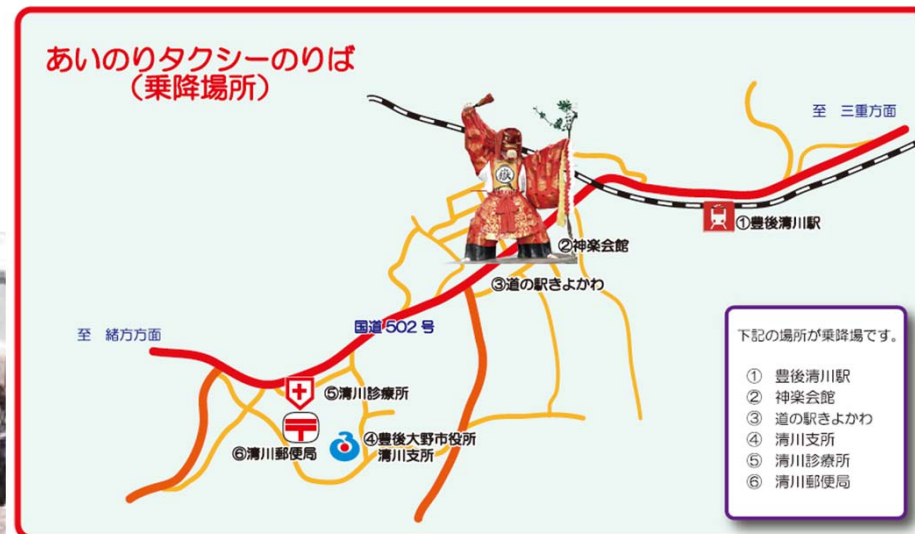 あいのりタクシーのりば
（乗降場所）
至 三重方面
①豊後清川駅
②神楽会館
③道の駅きよかわ
国道502号
至 緒方方面
⑤清川診療所
④豊後大野市役所
清川支所
⑥清川郵便局
下記の場所が乗降場です。
① 豊後清川駅
② 神楽会館
③ 道の駅きよかわ
④ 清川支所
⑤ 清川診療所
⑥ 清川郵便局